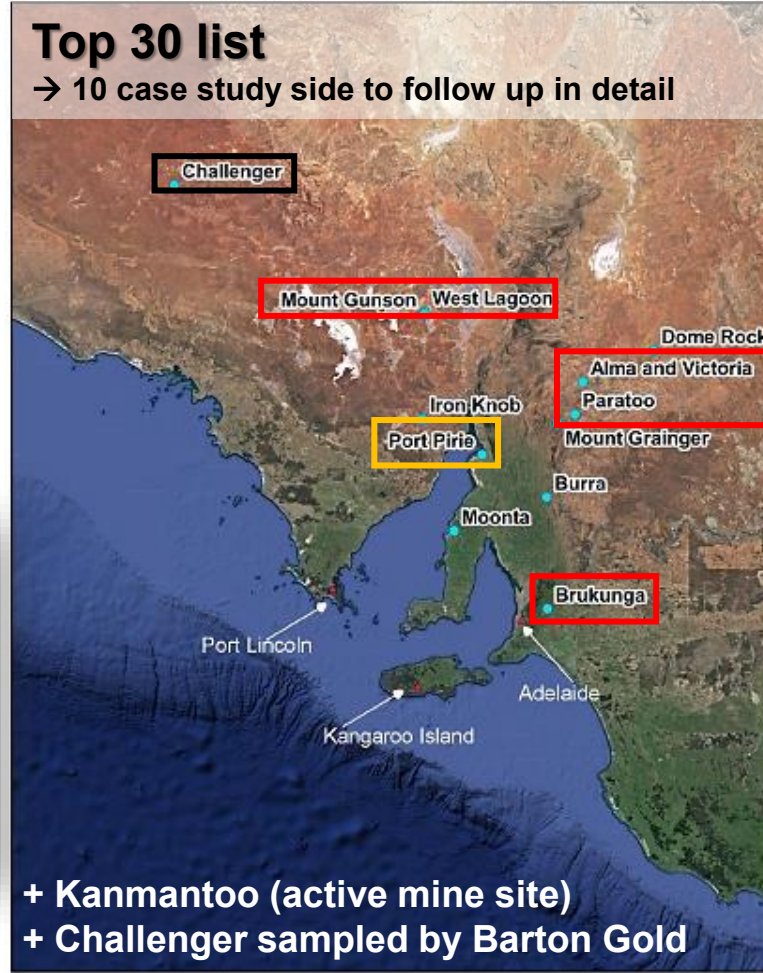 Top 30 list
→ 10 case study side to follow up in detail
Challenger
Mount Gunson West Lagoon
Dome Rock
Alma and Victoria
Paratoo
Iron Knob
Mount Grainger
Port Pirie
Burra
Moonta
Brukunga
Port Lincoln
Adelaide
Kangaroo Island
+ Kanmantoo (active mine site)
+ Challenger sampled by Barton Gold